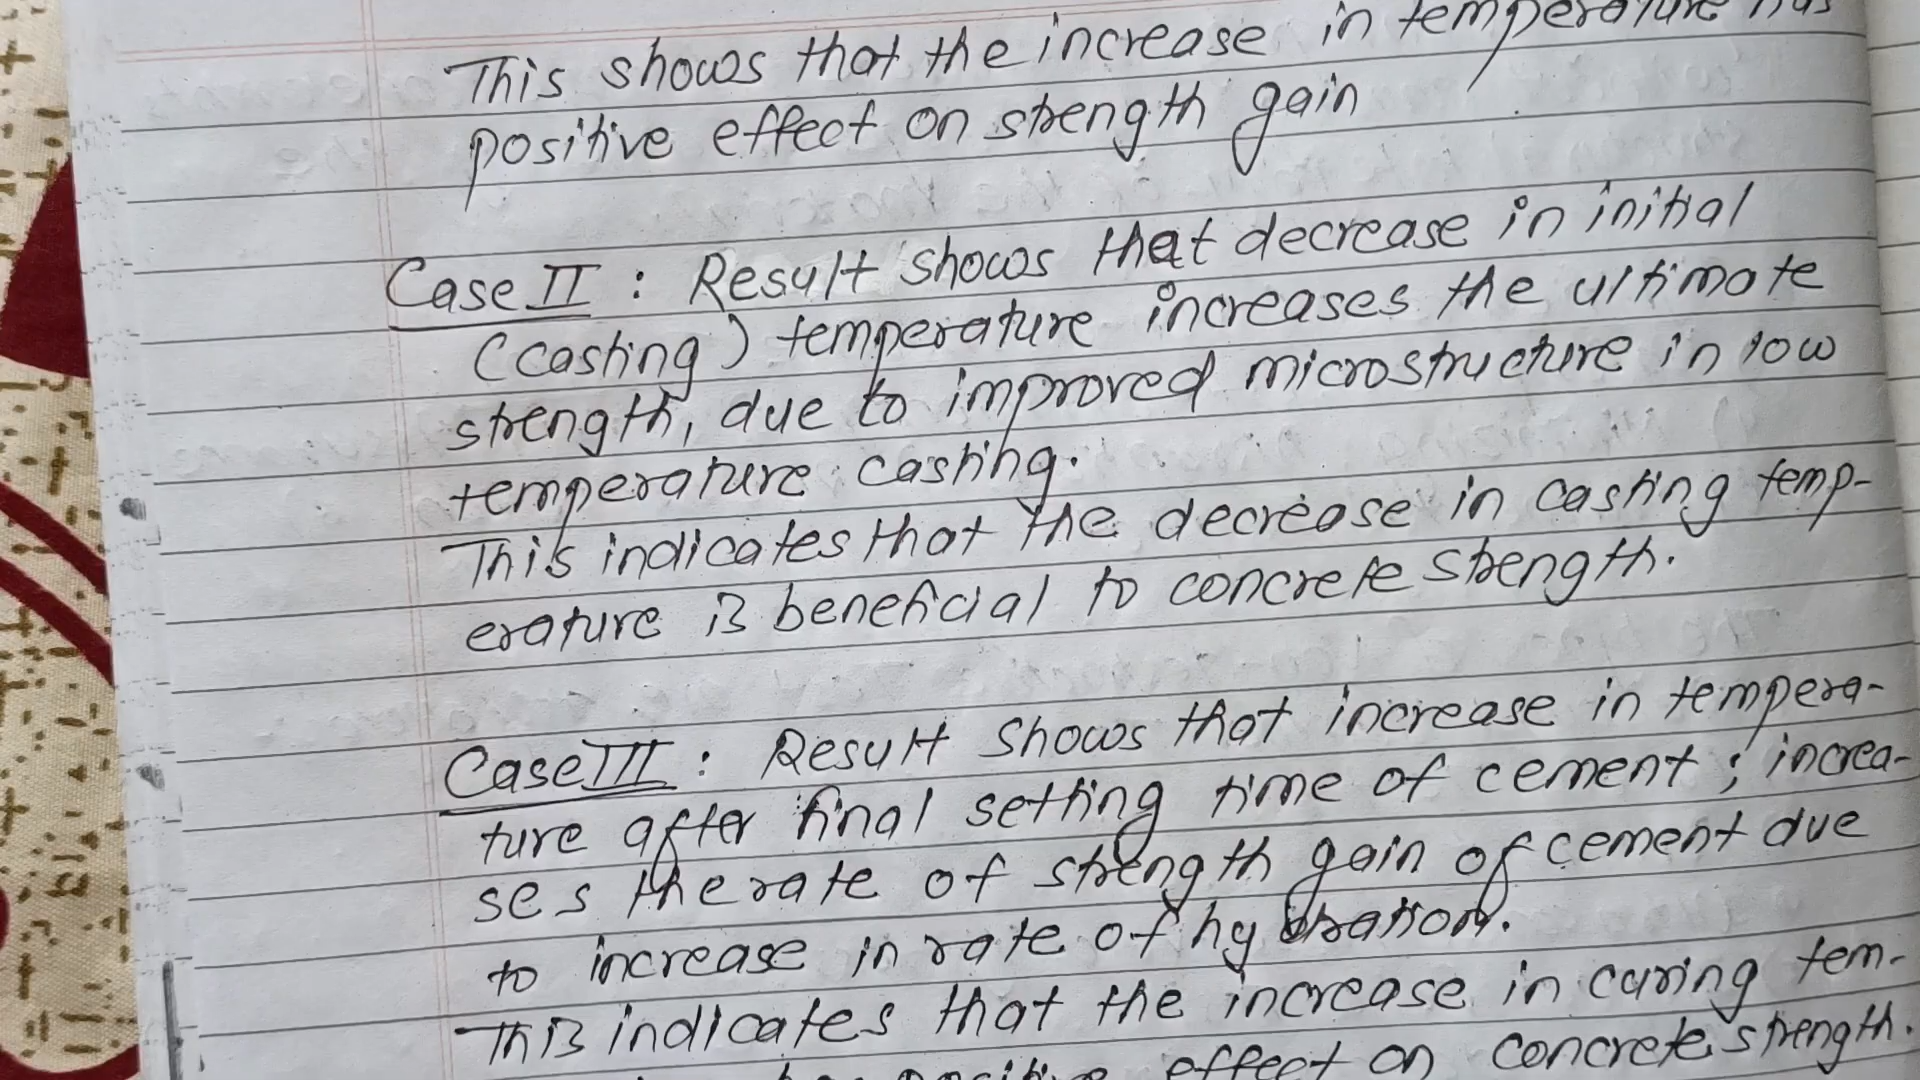 This shows that the increase in temperature has
positive effect on strength gain
Case II : Result shows that decrease in initial
(casting) temperature increases the ultimate
strength, due to improved microstructure in low
temperature casting.
This indicates that the decrease in casting temp-
erature is beneficial to concrete strength.
Case III : Result shows that increase in tempera-
ture after final setting time of cement ; increa-
ses the rate of strength gain of cement due
to increase in rate of hydration.
This indicates that the increase in curing tem-
positive effect on concrete strength.